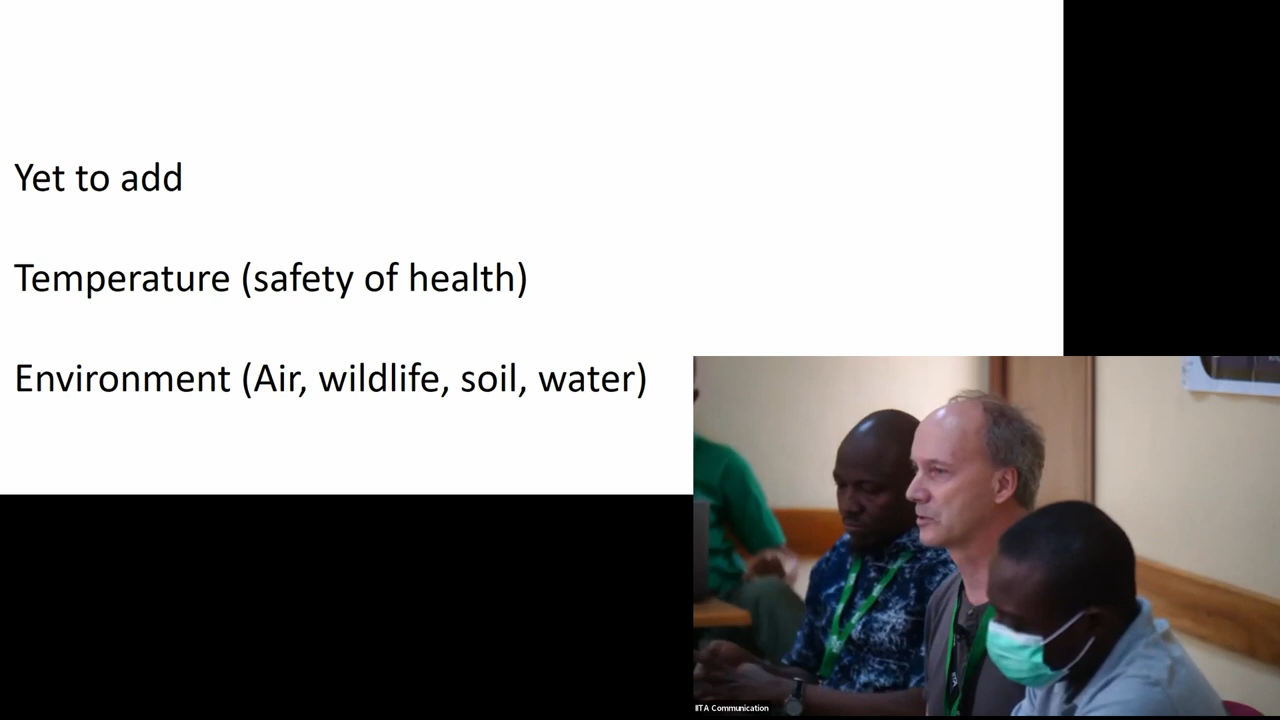 Yet to add
Temperature (safety of health)
Environment (Air, wildlife, soil, water)
IITA Communication